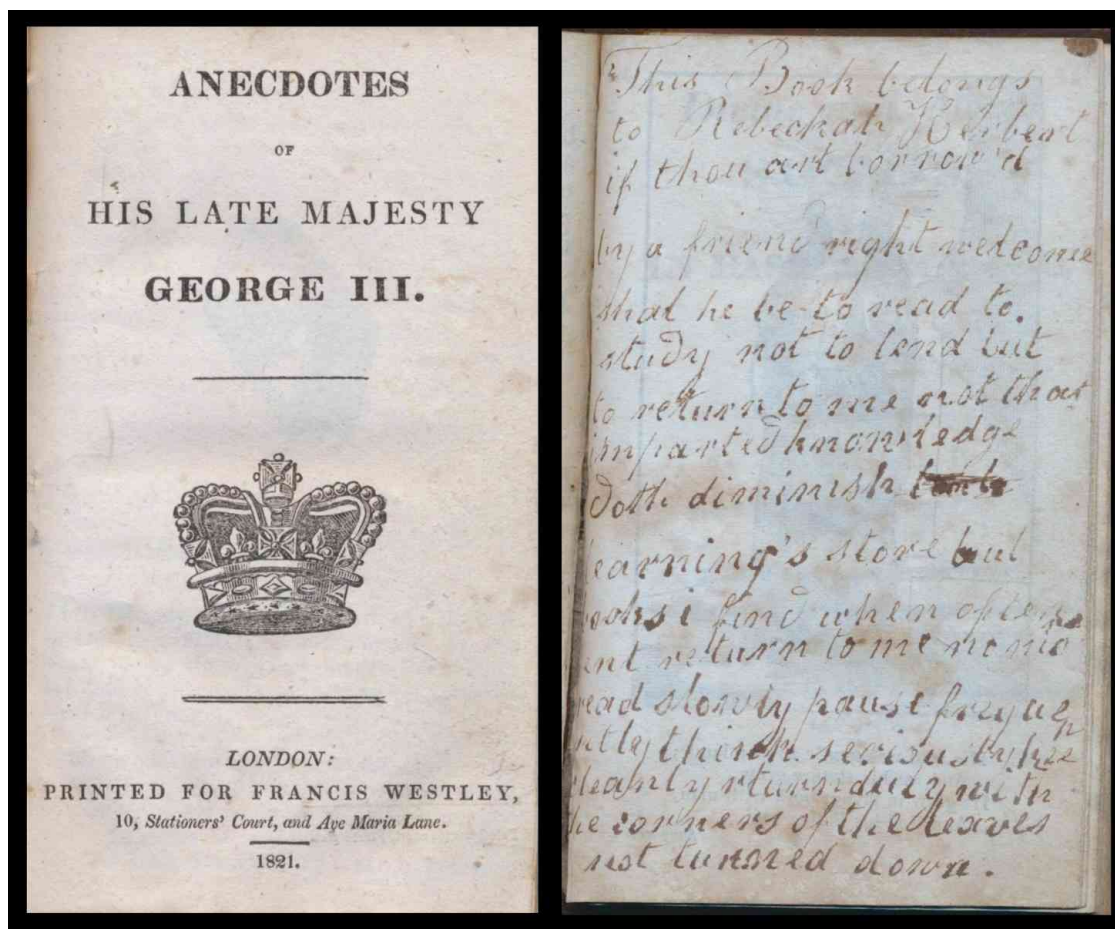 ANECDOTES
OF
HIS LATE MAJESTY
GEORGE III.
LONDON:
PRINTED FOR FRANCIS WESTLEY,
10, Stationers' Court, and Ave Maria Lane.
1821.
This Book belongs
to Rebeckah Herbert
if thou art borrow'd
by a friend right welcome
shal he be to read to.
study not to lend but
to return to me not that
imparted knowledge
doth diminish
learning's store but
books i find when often
ent return to me no mo
read slowly pause freque
ntly think seriously kee
cleanly return duly with
the corners of the leaves
not turned down.